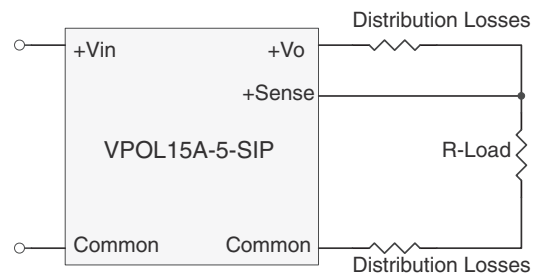 Distribution Losses
+Vin
+Vo
+Sense
VPOL15A-5-SIP
R-Load
Common
Common
Distribution Losses